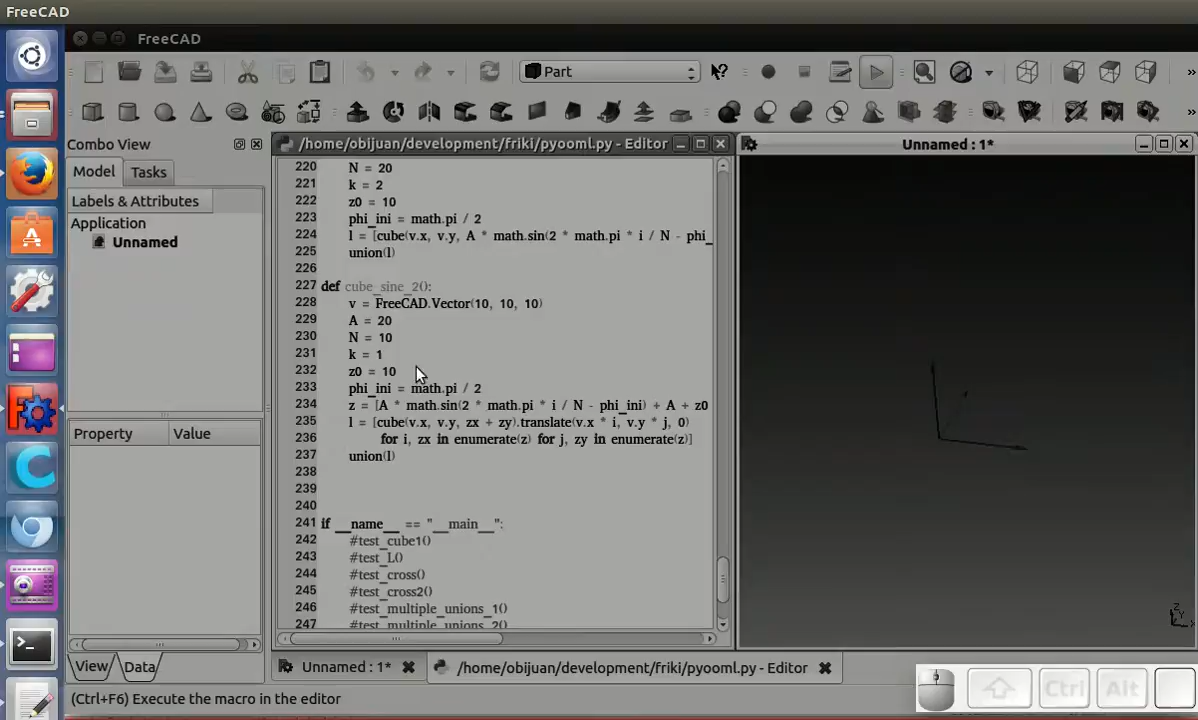 FreeCAD
FreeCAD
Part
Combo View
Model
Tasks
Labels & Attributes
Application
Unnamed
Property
Value
View
Data
/home/obijuan/development/friki/pyooml.py - Editor
220 N = 20
221 k = 2
222 z0 = 10
223 phi_ini = math.pi / 2
224 l = [cube(v.x, v.y, A * math.sin(2 * math.pi * i / N - phi_
225 union(l)
226
227 def cube_sine_2():
228 v = FreeCAD.Vector(10, 10, 10)
229 A = 20
230 N = 10
231 k = 1
232 z0 = 10
233 phi_ini = math.pi / 2
234 z = [A * math.sin(2 * math.pi * i / N - phi_ini) + A + z0
235 l = [cube(v.x, v.y, zx + zy).translate(v.x * i, v.y * j, 0)
236 for i, zx in enumerate(z) for j, zy in enumerate(z)]
237 union(l)
238
239
240
241 if __name__ == "__main__":
242 #test_cube1()
243 #test_L()
244 #test_cross()
245 #test_cross2()
246 #test_multiple_unions_1()
247 #test_multiple_unions_2()
Unnamed : 1*
Z
Y
Unnamed : 1*
/home/obijuan/development/friki/pyooml.py - Editor
(Ctrl+F6) Execute the macro in the editor
Ctrl
Alt